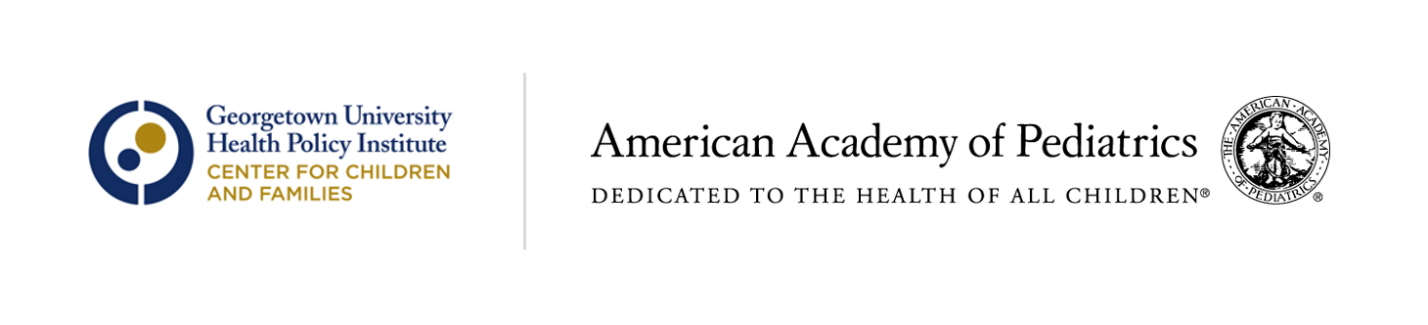 Georgetown University
Health Policy Institute
CENTER FOR CHILDREN
AND FAMILIES
American Academy of Pediatrics
DEDICATED TO THE HEALTH OF ALL CHILDREN®
· THE · AMERICAN · ACADEMY · OF · PEDIATRICS · ®